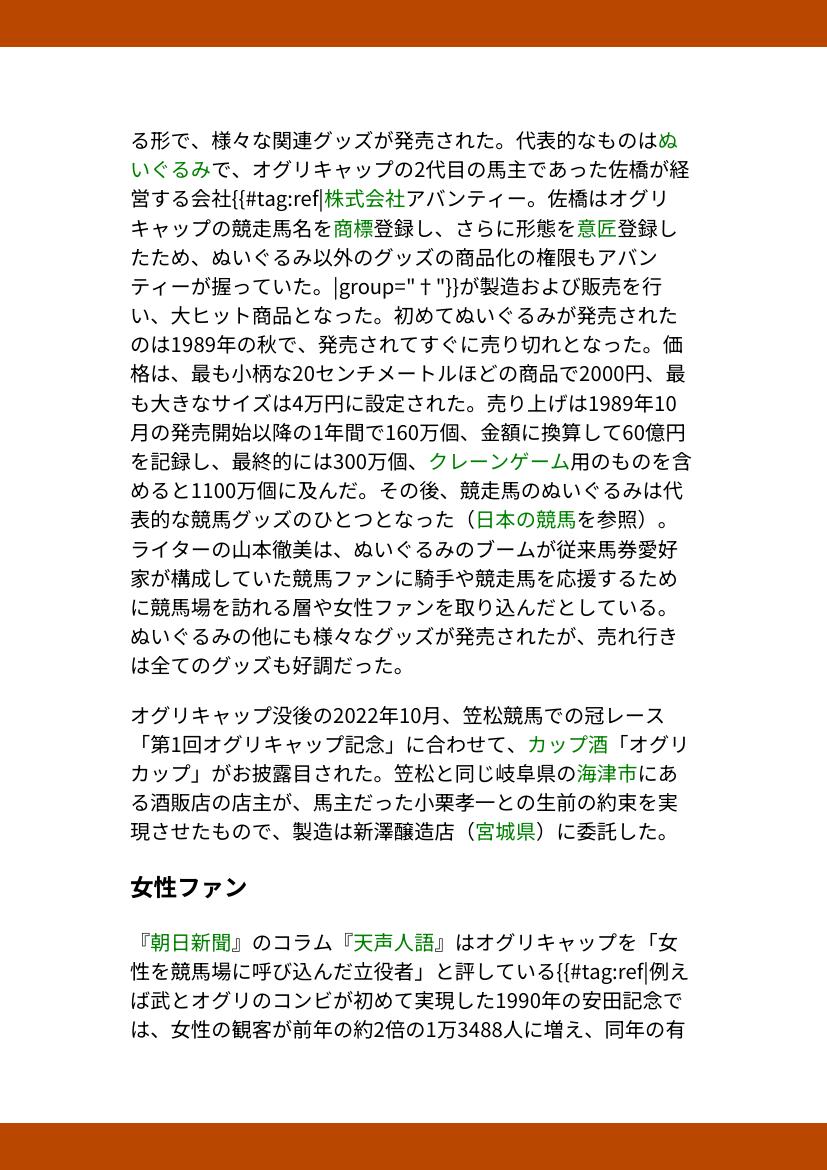 る形で、様々な関連グッズが発売された。代表的なものはぬ
いぐるみで、オグリキャップの2代目の馬主であった佐橋が経
営する会社{{#tag:ref|株式会社アバンティー。佐橋はオグリ
キャップの競走馬名を商標登録し、さらに形態を意匠登録し
たため、ぬいぐるみ以外のグッズの商品化の権限もアバン
ティーが握っていた。|group="†"}}が製造および販売を行
い、大ヒット商品となった。初めてぬいぐるみが発売された
のは1989年の秋で、発売されてすぐに売り切れとなった。価
格は、最も小柄な20センチメートルほどの商品で2000円、最
も大きなサイズは4万円に設定された。売り上げは1989年10
月の発売開始以降の1年間で160万個、金額に換算して60億円
を記録し、最終的には300万個、クレーンゲーム用のものを含
めると1100万個に及んだ。その後、競走馬のぬいぐるみは代
表的な競馬グッズのひとつとなった（日本の競馬を参照）。
ライターの山本徹美は、ぬいぐるみのブームが従来馬券愛好
家が構成していた競馬ファンに騎手や競走馬を応援するため
に競馬場を訪れる層や女性ファンを取り込んだとしている。
ぬいぐるみの他にも様々なグッズが発売されたが、売れ行き
は全てのグッズも好調だった。
オグリキャップ没後の2022年10月、笠松競馬での冠レース
「第1回オグリキャップ記念」に合わせて、カップ酒「オグリ
カップ」がお披露目された。笠松と同じ岐阜県の海津市にあ
る酒販店の店主が、馬主だった小栗孝一との生前の約束を実
現させたもので、製造は新澤醸造店（宮城県）に委託した。
女性ファン
『朝日新聞』のコラム『天声人語』はオグリキャップを「女
性を競馬場に呼び込んだ立役者」と評している{{#tag:ref|例え
ば武とオグリのコンビが初めて実現した1990年の安田記念で
は、女性の観客が前年の約2倍の1万3488人に増え、同年の有